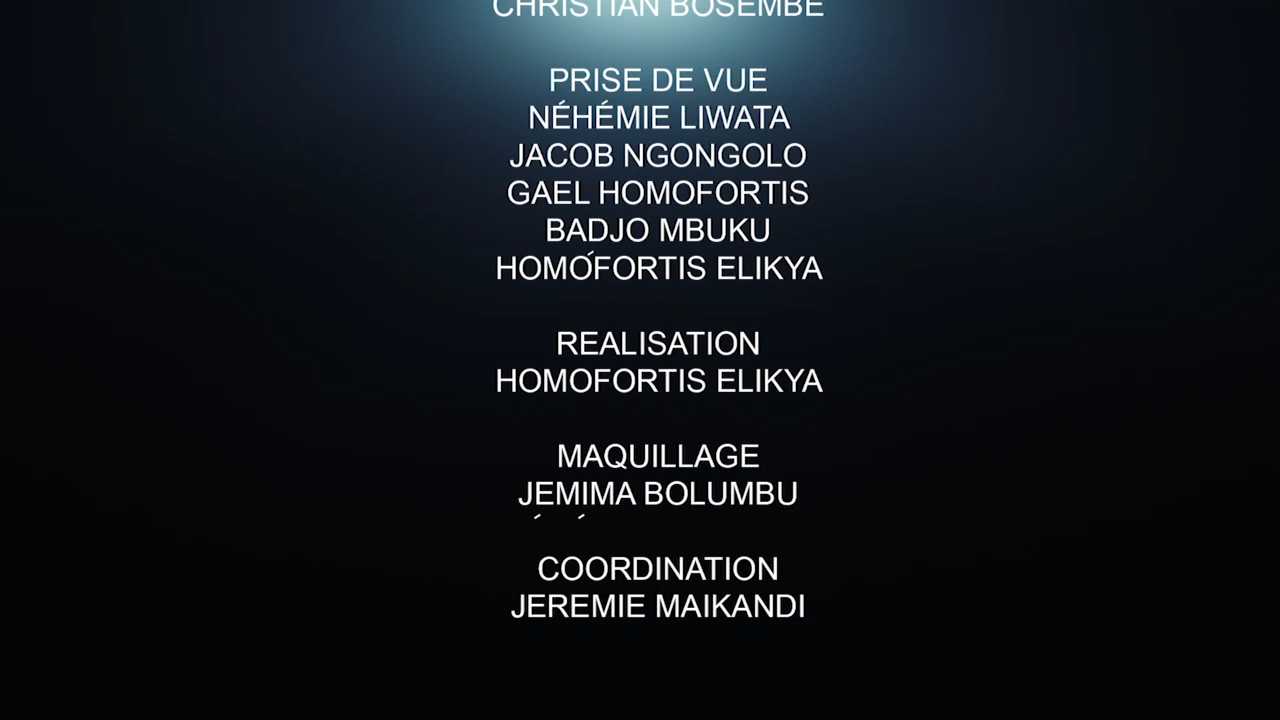 CHRISTIAN BOSEMBE
PRISE DE VUE
NÉHÉMIE LIWATA
JACOB NGONGOLO
GAEL HOMOFORTIS
BADJO MBUKU
HOMOFORTIS ELIKYA
REALISATION
HOMOFORTIS ELIKYA
MAQUILLAGE
JEMIMA BOLUMBU
COORDINATION
JEREMIE MAIKANDI